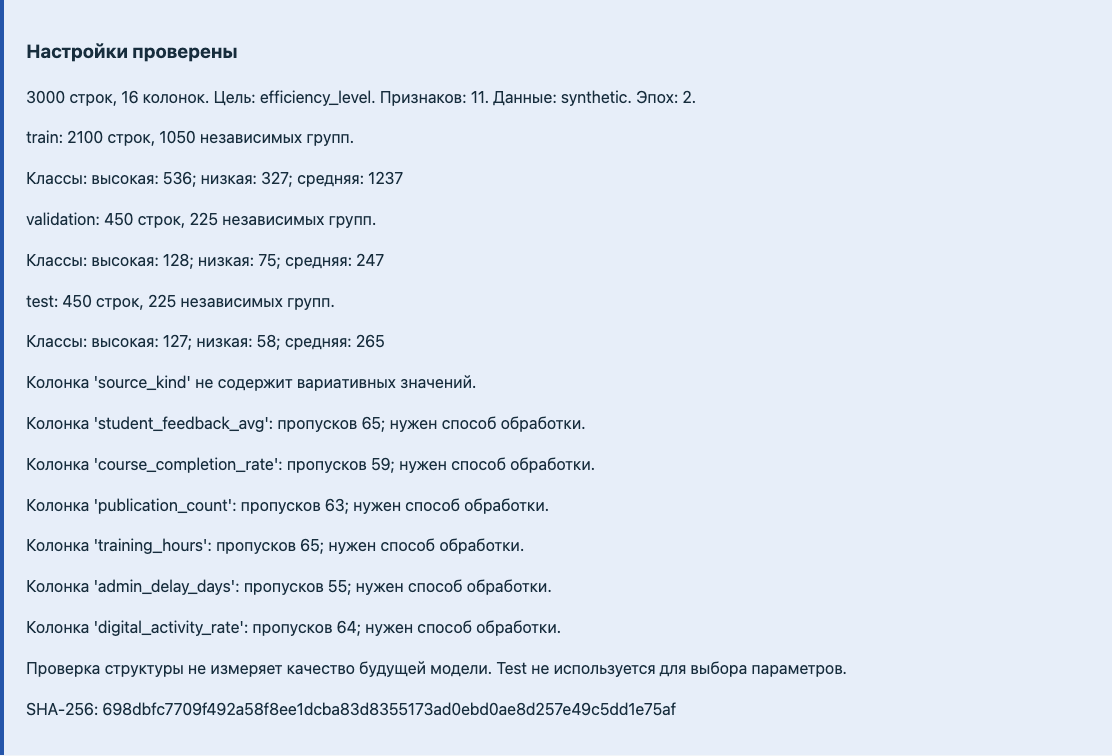 Настройки проверены
3000 строк, 16 колонок. Цель: efficiency_level. Признаков: 11. Данные: synthetic. Эпох: 2.
train: 2100 строк, 1050 независимых групп.
Классы: высокая: 536; низкая: 327; средняя: 1237
validation: 450 строк, 225 независимых групп.
Классы: высокая: 128; низкая: 75; средняя: 247
test: 450 строк, 225 независимых групп.
Классы: высокая: 127; низкая: 58; средняя: 265
Колонка 'source_kind' не содержит вариативных значений.
Колонка 'student_feedback_avg': пропусков 65; нужен способ обработки.
Колонка 'course_completion_rate': пропусков 59; нужен способ обработки.
Колонка 'publication_count': пропусков 63; нужен способ обработки.
Колонка 'training_hours': пропусков 65; нужен способ обработки.
Колонка 'admin_delay_days': пропусков 55; нужен способ обработки.
Колонка 'digital_activity_rate': пропусков 64; нужен способ обработки.
Проверка структуры не измеряет качество будущей модели. Test не используется для выбора параметров.
SHA-256: 698dbfc7709f492a58f8ee1dcba83d8355173ad0ebd0ae8d257e49c5dd1e75af